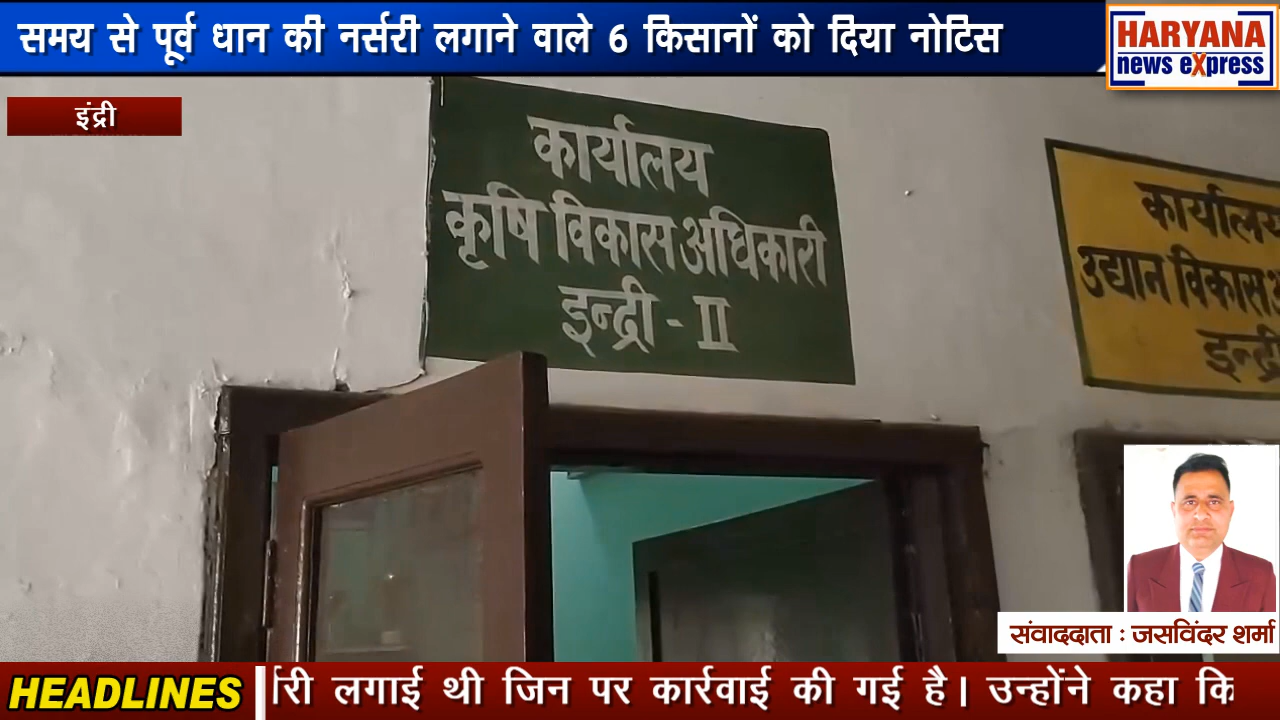 समय से पूर्व धान की नर्सरी लगाने वाले 6 किसानों को दिया नोटिस
HARYANA
news eXpress
इंद्री
कार्यालय
कृषि विकास अधिकारी
इन्द्री - II
कार्यालय
उद्यान विकास
इन्द्री
संवाददाता : जसविंदर शर्मा
HEADLINES
लगाई थी जिन पर कार्रवाई की गई है। उन्होंने कहा कि